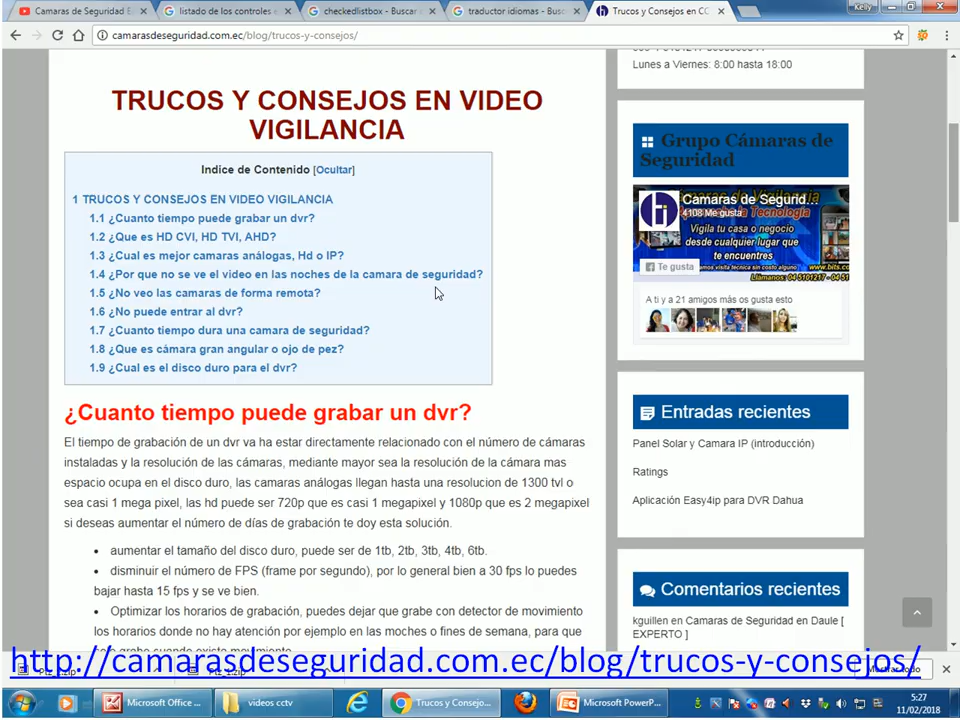 Camaras de Seguridad E
listado de los controles e
checkedlistbox - Buscar
traductor idiomas - Bus
Trucos y Consejos en CC
Kelly
camarasdeseguridad.com.ec/blog/trucos-y-consejos/
Lunes a Viernes: 8:00 hasta 18:00
TRUCOS Y CONSEJOS EN VIDEO
VIGILANCIA
Indice de Contenido [Ocultar]
1 TRUCOS Y CONSEJOS EN VIDEO VIGILANCIA
1.1 ¿Cuanto tiempo puede grabar un dvr?
1.2 ¿Que es HD CVI, HD TVI, AHD?
1.3 ¿Cual es mejor camaras análogas, Hd o IP?
1.4 ¿Por que no se ve el video en las noches de la camara de seguridad?
1.5 ¿No veo las camaras de forma remota?
1.6 ¿No puede entrar al dvr?
1.7 ¿Cuanto tiempo dura una camara de seguridad?
1.8 ¿Que es cámara gran angular o ojo de pez?
1.9 ¿Cual es el disco duro para el dvr?
¿Cuanto tiempo puede grabar un dvr?
El tiempo de grabación de un dvr va ha estar directamente relacionado con el número de cámaras
instaladas y la resolución de las cámaras, mediante mayor sea la resolución de la cámara mas
espacio ocupa en el disco duro, las camaras análogas llegan hasta una resolucion de 1300 tvl o
sea casi 1 mega pixel, las hd puede ser 720p que es casi 1 megapixel y 1080p que es 2 megapixel
si deseas aumentar el número de días de grabación te doy esta solución.
• aumentar el tamaño del disco duro, puede ser de 1tb, 2tb, 3tb, 4tb, 6tb.
• disminuir el número de FPS (frame por segundo), por lo general bien a 30 fps lo puedes
bajar hasta 15 fps y se ve bien.
• Optimizar los horarios de grabación, puedes dejar que grabe con detector de movimiento
los horarios donde no hay atención por ejemplo en las moches o fines de semana, para que
Grupo Cámaras de
Seguridad
Camaras de Segurid...
4108 Me gusta
Vigila tu casa o negocio
desde cualquier lugar que
te encuentres
Te gusta
Llámanos: 04 5101217
A ti y a 21 amigos más os gusta esto
Entradas recientes
Panel Solar y Camara IP (introducción)
Ratings
Aplicación Easy4ip para DVR Dahua
Comentarios recientes
kguillen en Camaras de Seguridad en Daule [
EXPERTO ]
http://camarasdeseguridad.com.ec/blog/trucos-y-consejos/
Microsoft Office ...
videos cctv
Trucos y Consejo...
Microsoft PowerP...
5:27
11/02/2018